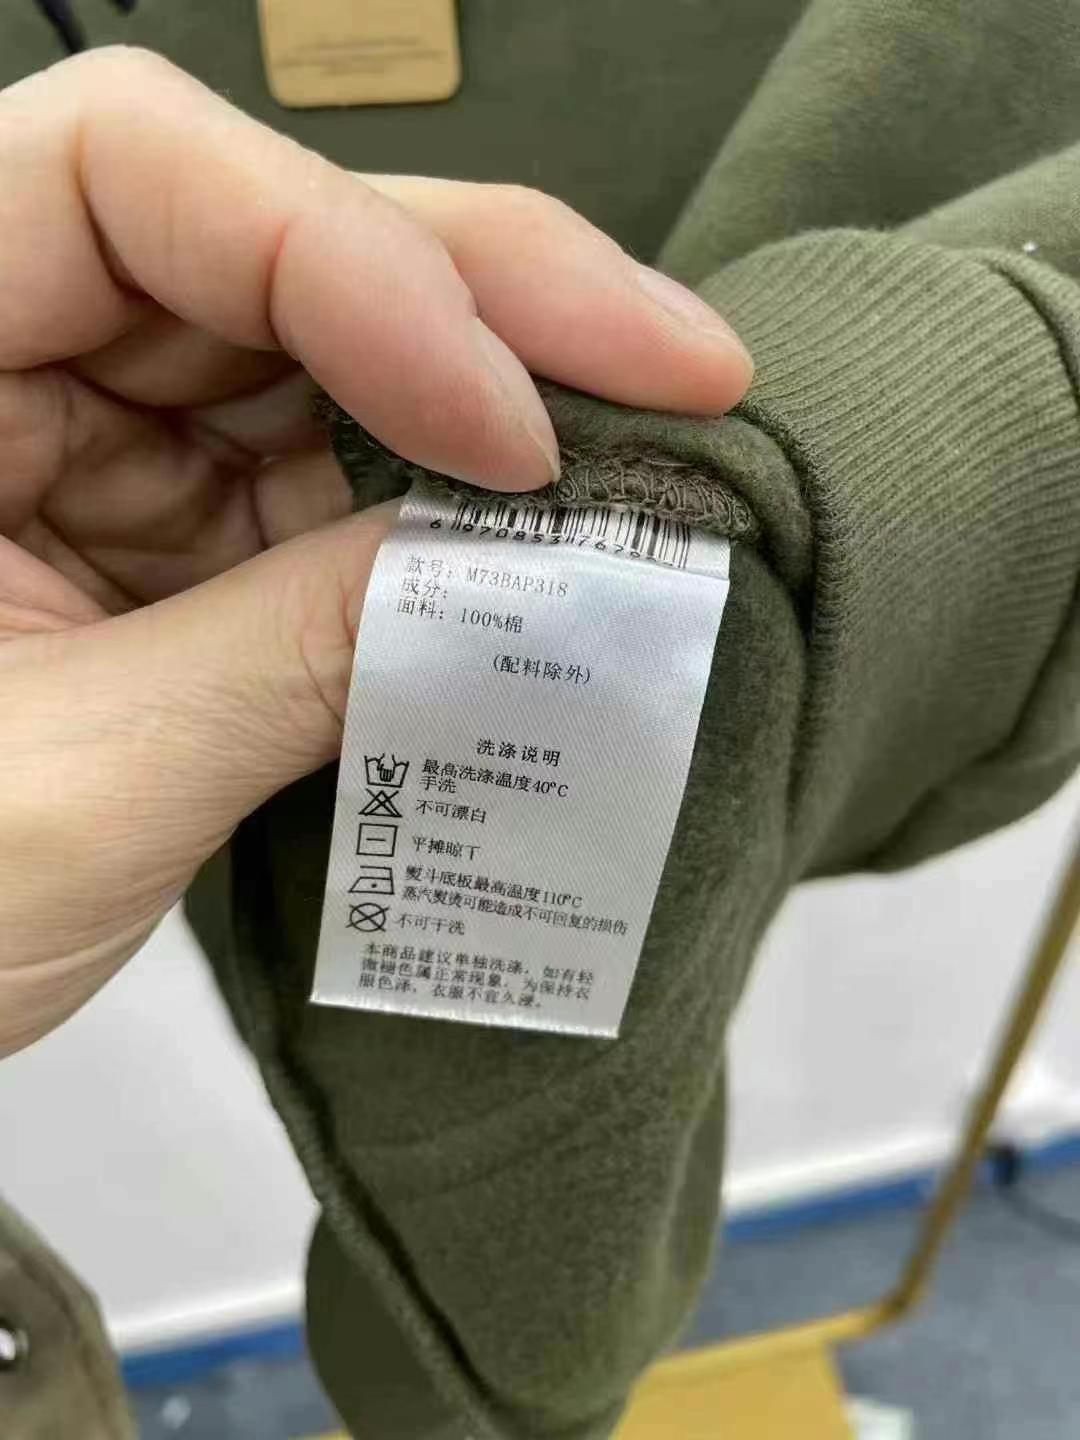 6 970853 767
款号: M73BAP318
成分:
面料: 100%棉
(配料除外)
洗涤说明
最高洗涤温度40°C
手洗
不可漂白
平摊晾干
熨斗底板最高温度110°C
蒸汽熨烫可能造成不可回复的损伤
不可干洗
本商品建议单独洗涤, 如有轻
微褪色属正常现象, 为保持衣
服色泽, 衣服不宜久浸。